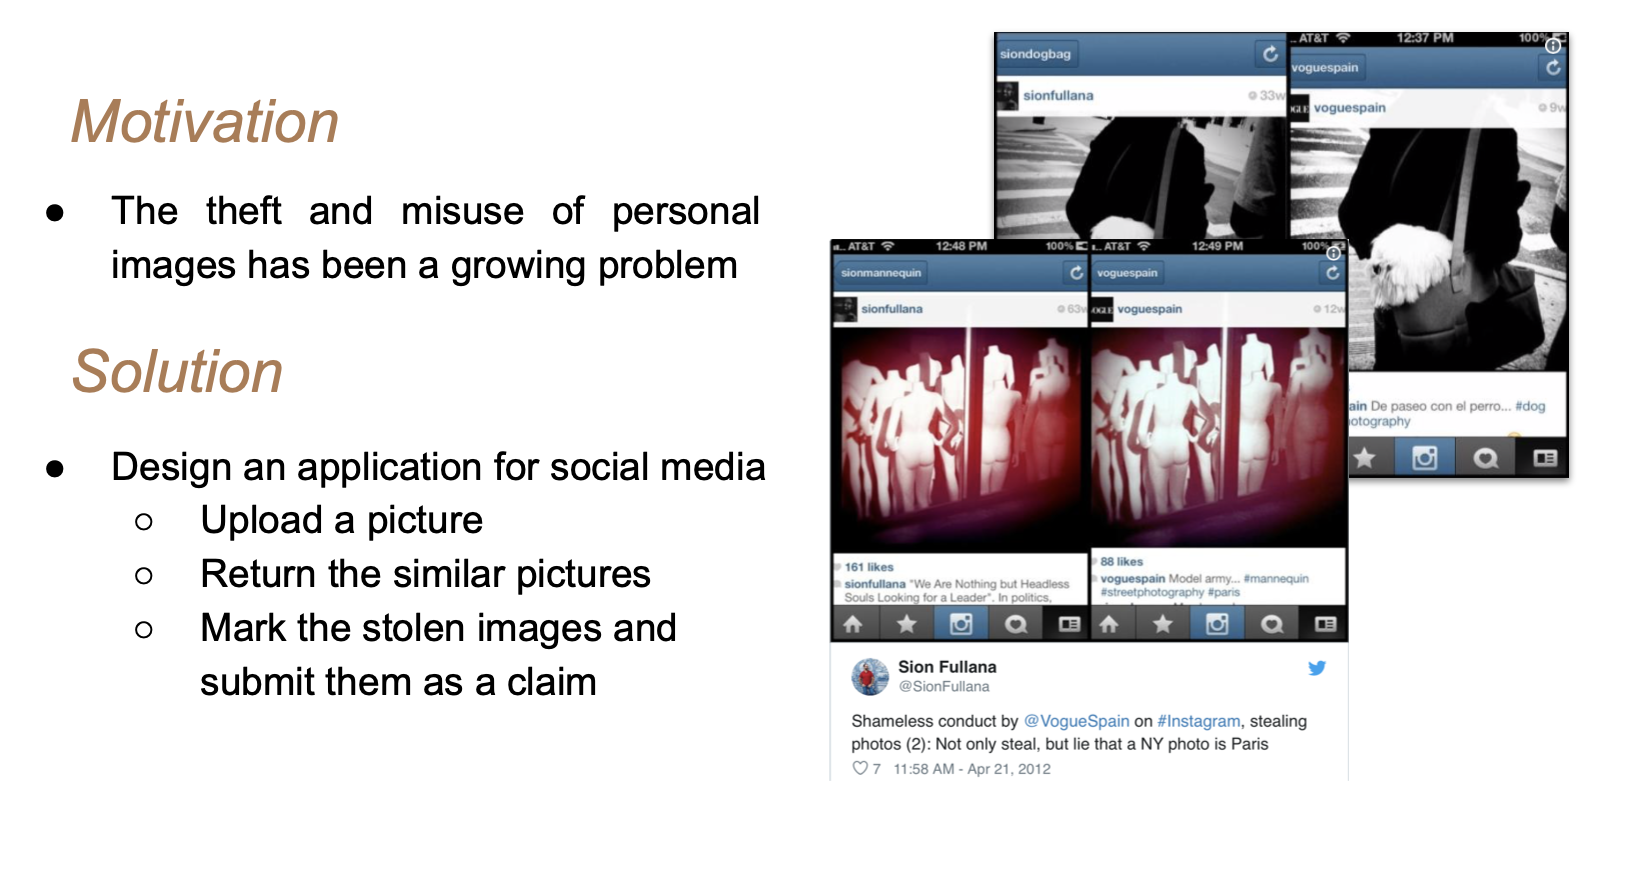 Motivation
● The theft and misuse of personal
images has been a growing problem
Solution
● Design an application for social media
○ Upload a picture
○ Return the similar pictures
○ Mark the stolen images and
submit them as a claim
siondogbag
sionfullana
33w
AT&T 12:37 PM 100%
voguespain
voguespain
9w
ain De paseo con el perro... #dog
otography
AT&T 12:48 PM 100%
sionmannequin
sionfullana
63w
161 likes
sionfullana "We Are Nothing but Headless
Souls Looking for a Leader". In politics,
AT&T 12:49 PM 100%
voguespain
OGUE voguespain
12w
88 likes
voguespain Model army... #mannequin
#streetphotography #paris
Sion Fullana
@SionFullana
Shameless conduct by @VogueSpain on #Instagram, stealing
photos (2): Not only steal, but lie that a NY photo is Paris
7 11:58 AM - Apr 21, 2012